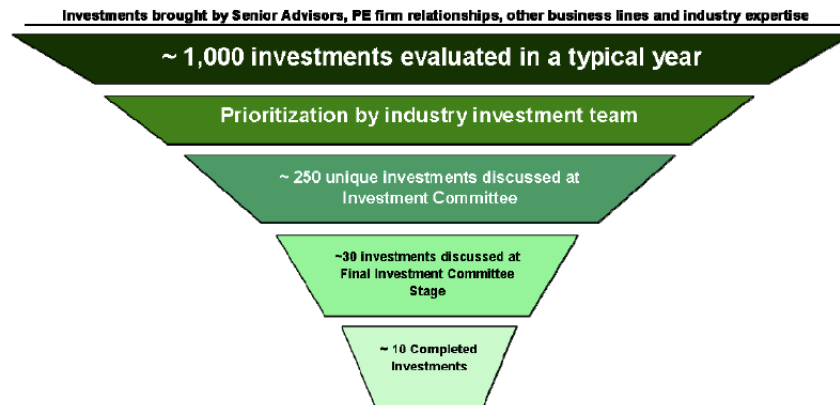 Investments brought by Senior Advisors, PE firm relationships, other business lines and industry expertise
~ 1,000 investments evaluated in a typical year
Prioritization by industry investment team
~ 250 unique investments discussed at
Investment Committee
~30 investments discussed at
Final Investment Committee
Stage
~ 10 Completed
Investments